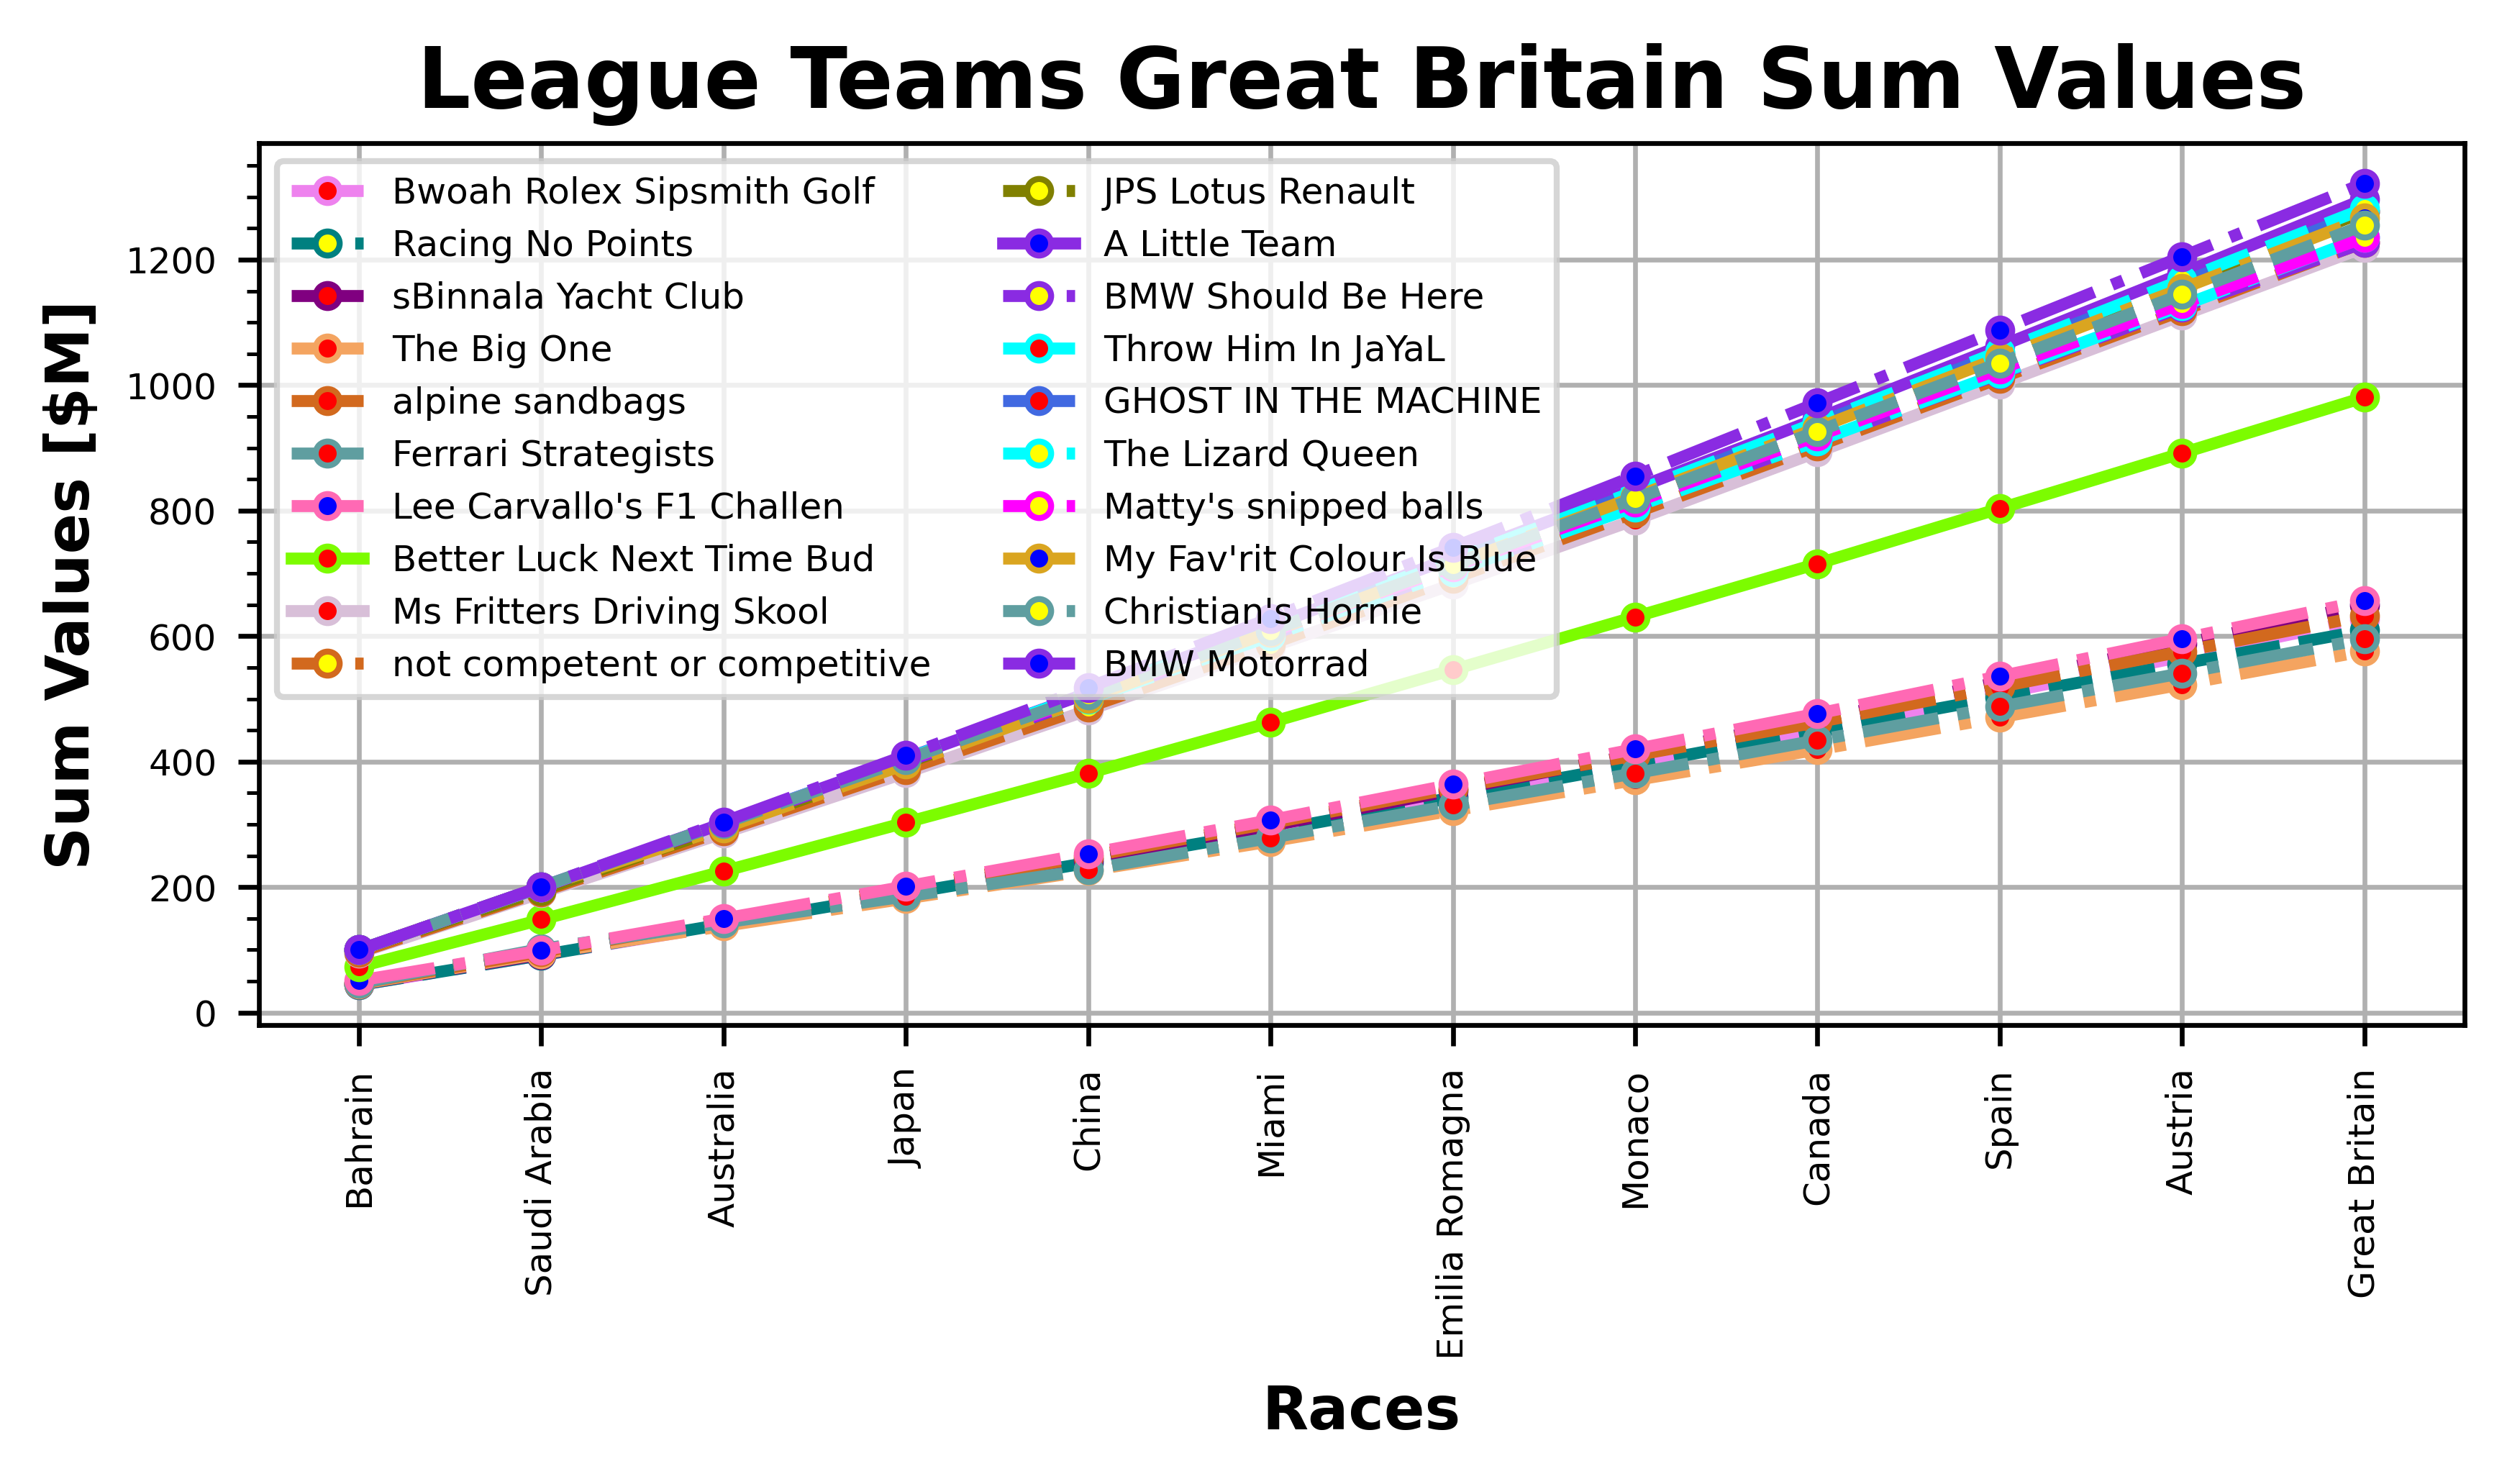 League Teams Great Britain Sum Values
Sum Values [$M]
1200
1000
800
600
400
200
0
Bwoah Rolex Sipsmith Golf
Racing No Points
sBinnala Yacht Club
The Big One
alpine sandbags
Ferrari Strategists
Lee Carvallo's F1 Challen
Better Luck Next Time Bud
Ms Fritters Driving Skool
not competent or competitive
JPS Lotus Renault
A Little Team
BMW Should Be Here
Throw Him In JaYaL
GHOST IN THE MACHINE
The Lizard Queen
Matty's snipped balls
My Fav'rit Colour Is Blue
Christian's Hornie
BMW Motorrad
Bahrain
Saudi Arabia
Australia
Japan
China
Miami
Emilia Romagna
Monaco
Canada
Spain
Austria
Great Britain
Races